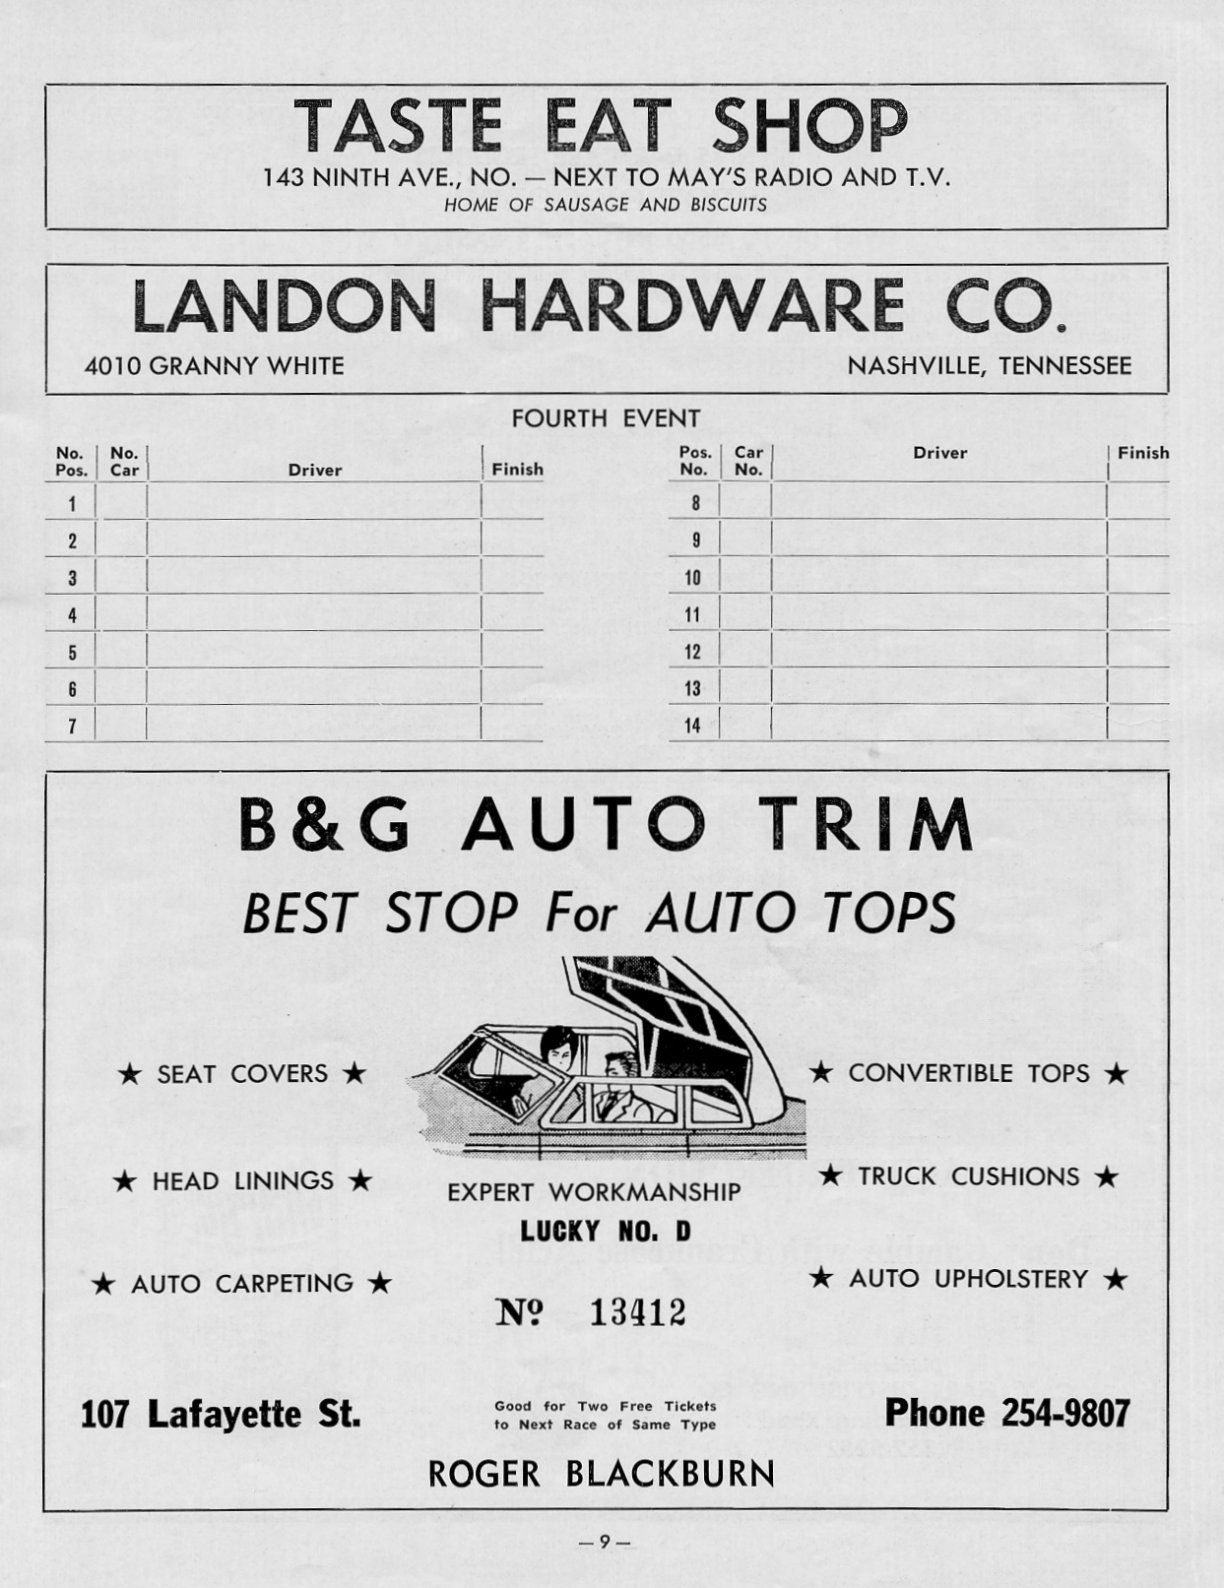 TASTE EAT SHOP
143 NINTH AVE., NO. — NEXT TO MAY'S RADIO AND T.V.
HOME OF SAUSAGE AND BISCUITS
LANDON HARDWARE CO.
4010 GRANNY WHITE NASHVILLE, TENNESSEE
FOURTH EVENT
No. Pos. No. Car Driver Finish
1
2
3
4
5
6
7
Pos. No. Car No. Driver Finish
8
9
10
11
12
13
14
B&G AUTO TRIM
BEST STOP For AUTO TOPS
★ SEAT COVERS ★
★ HEAD LININGS ★
★ AUTO CARPETING ★
★ CONVERTIBLE TOPS ★
★ TRUCK CUSHIONS ★
★ AUTO UPHOLSTERY ★
EXPERT WORKMANSHIP
LUCKY NO. D
Nº 13412
107 Lafayette St.
Good for Two Free Tickets
to Next Race of Same Type
Phone 254-9807
ROGER BLACKBURN
— 9 —